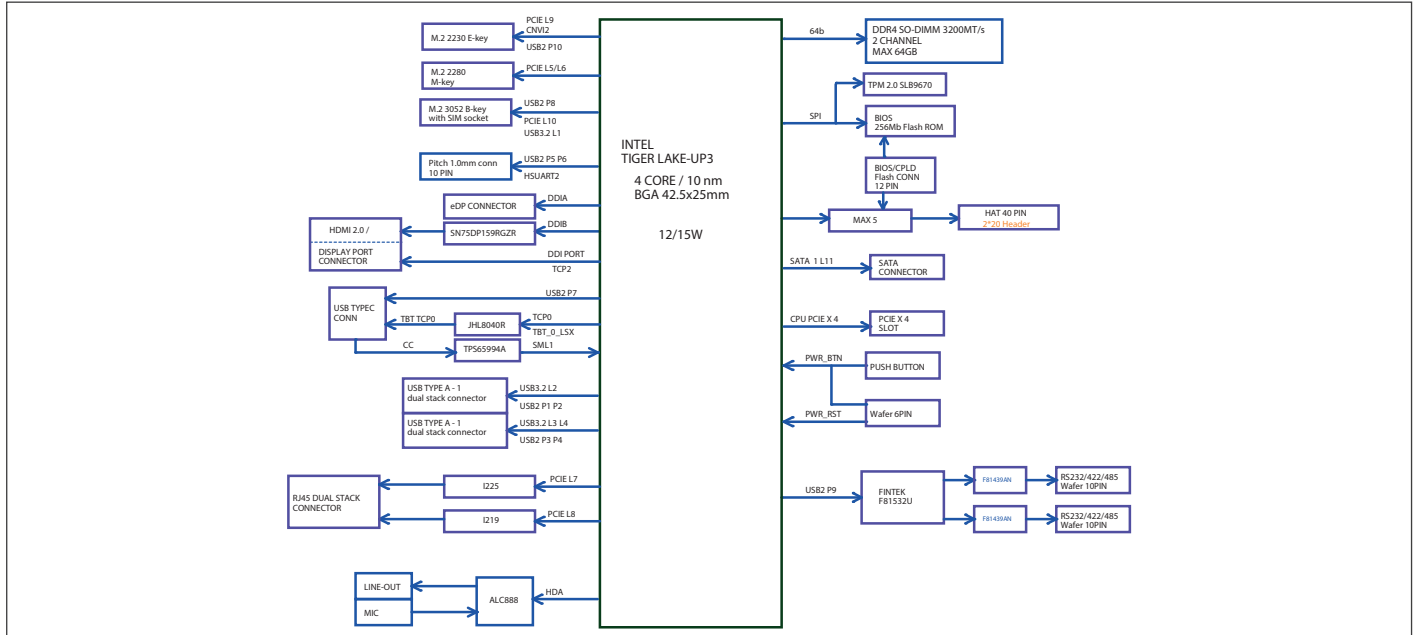 PCIE L9
CNVI2
M.2 2230 E-key
USB2 P10
M.2 2280
M-key
PCIE L5/L6
USB2 P8
M.2 3052 B-key
with SIM socket
PCIE L10
USB3.2 L1
Pitch 1.0mm conn
10 PIN
USB2 P5 P6
HSUART2
DDIA
eDP CONNECTOR
DDIB
SN75DP159RGZR
HDMI 2.0 /
DISPLAY PORT
CONNECTOR
DDI PORT
TCP2
USB2 P7
USB TYPEC
CONN
TBT TCP0
JHL8040R
TCP0
TBT_0_LSX
CC
TPS65994A
SML1
USB TYPE A - 1
dual stack connector
USB3.2 L2
USB2 P1 P2
USB TYPE A - 1
dual stack connector
USB3.2 L3 L4
USB2 P3 P4
RJ45 DUAL STACK
CONNECTOR
I225
PCIE L7
I219
PCIE L8
LINE-OUT
MIC
ALC888
HDA
INTEL
TIGER LAKE-UP3
4 CORE / 10 nm
BGA 42.5x25mm
12/15W
64b
DDR4 SO-DIMM 3200MT/s
2 CHANNEL
MAX 64GB
TPM 2.0 SLB9670
SPI
BIOS
256Mb Flash ROM
BIOS/CPLD
Flash CONN
12 PIN
MAX 5
HAT 40 PIN
2*20 Header
SATA 1 L11
SATA
CONNECTOR
CPU PCIE X 4
PCIE X 4
SLOT
PWR_BTN
PUSH BUTTON
PWR_RST
Wafer 6PIN
USB2 P9
FINTEK
F81532U
F81439AN
RS232/422/485
Wafer 10PIN
F81439AN
RS232/422/485
Wafer 10PIN